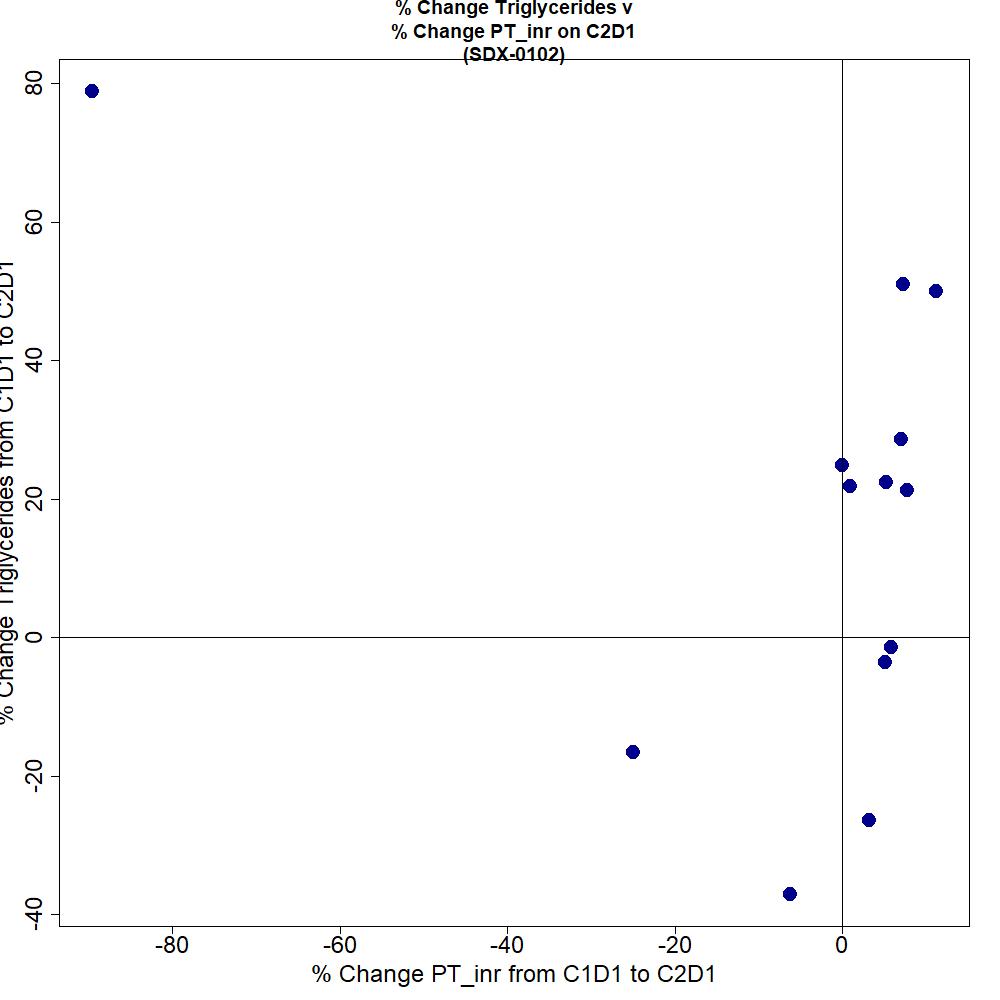 % Change Triglycerides v
% Change PT_inr on C2D1
(SDX-0102)
% Change Triglycerides from C1D1 to C2D1
80
60
40
20
0
-20
-40
-80
-60
-40
-20
0
% Change PT_inr from C1D1 to C2D1